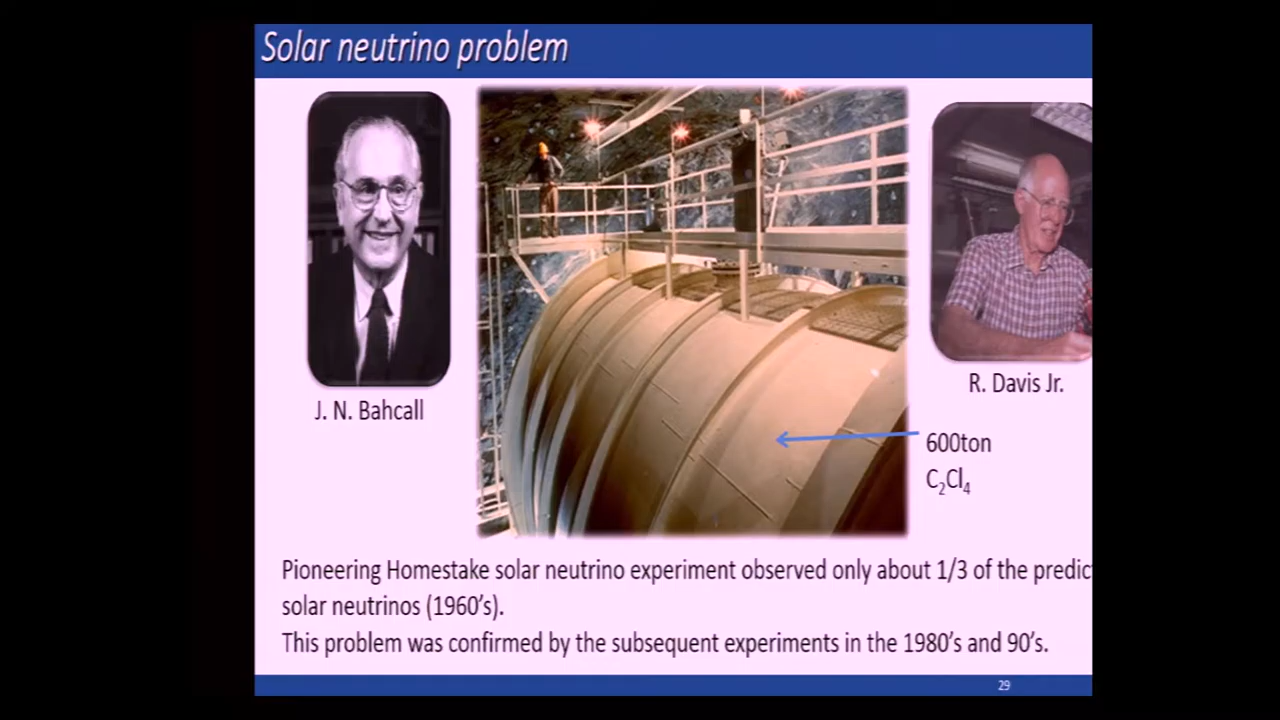 Solar neutrino problem
J. N. Bahcall
R. Davis Jr.
600ton
C₂Cl₄
Pioneering Homestake solar neutrino experiment observed only about 1/3 of the
solar neutrinos (1960's).
This problem was confirmed by the subsequent experiments in the 1980's and 90's.
29